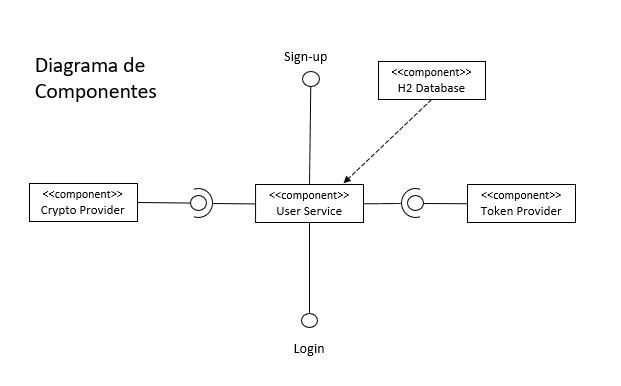 Diagrama de
Componentes
Sign-up
<<component>>
H2 Database
<<component>>
Crypto Provider
<<component>>
User Service
<<component>>
Token Provider
Login